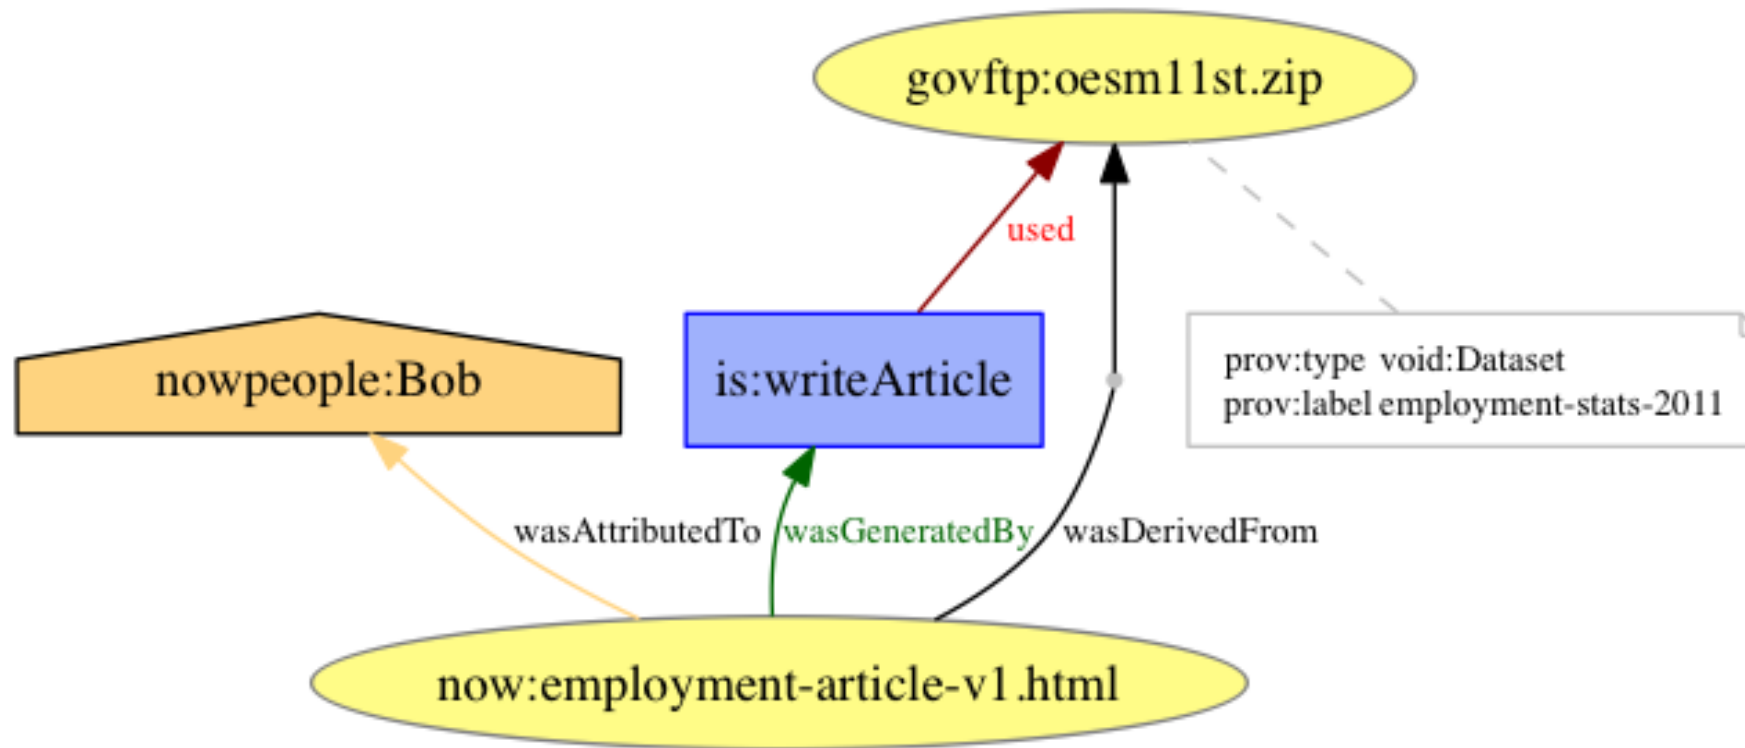 govftp:oesm11st.zip
used
nowpeople:Bob
is:writeArticle
prov:type void:Dataset
prov:label employment-stats-2011
wasAttributedTo
wasGeneratedBy
wasDerivedFrom
now:employment-article-v1.html